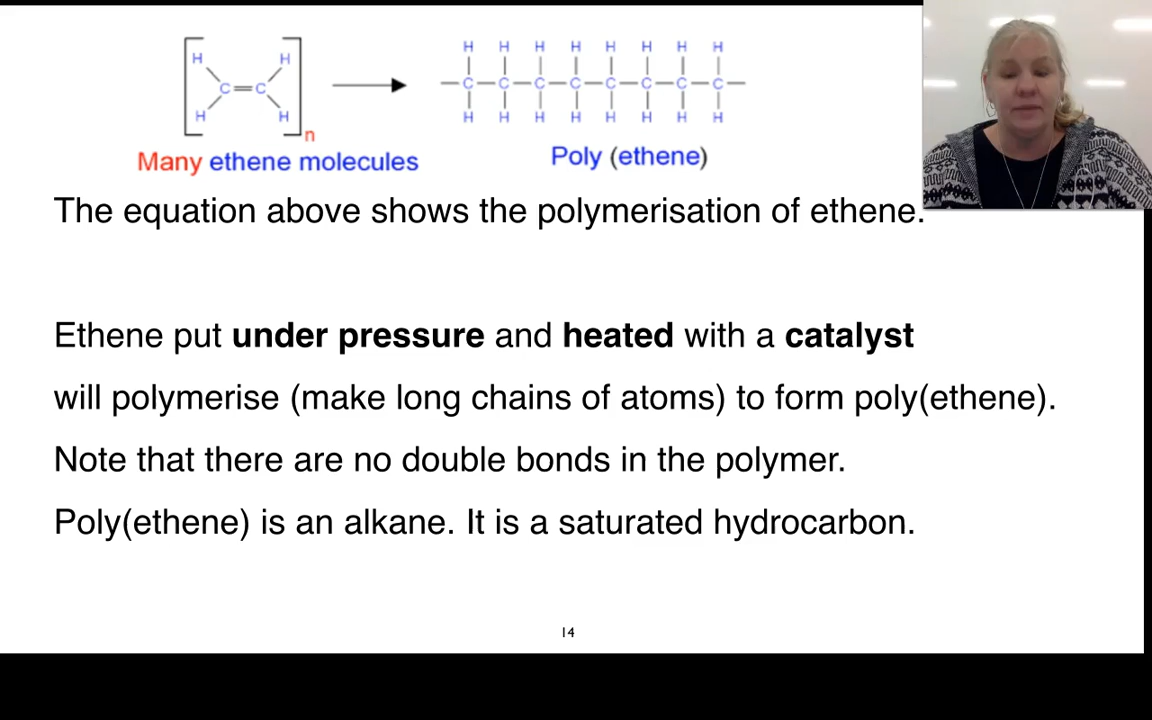 H H H H H H H H H H
C=C C C C C C C C C
H H H H H H H H H H
n
Many ethene molecules Poly (ethene)
The equation above shows the polymerisation of ethene.
Ethene put under pressure and heated with a catalyst
will polymerise (make long chains of atoms) to form poly(ethene).
Note that there are no double bonds in the polymer.
Poly(ethene) is an alkane. It is a saturated hydrocarbon.
14